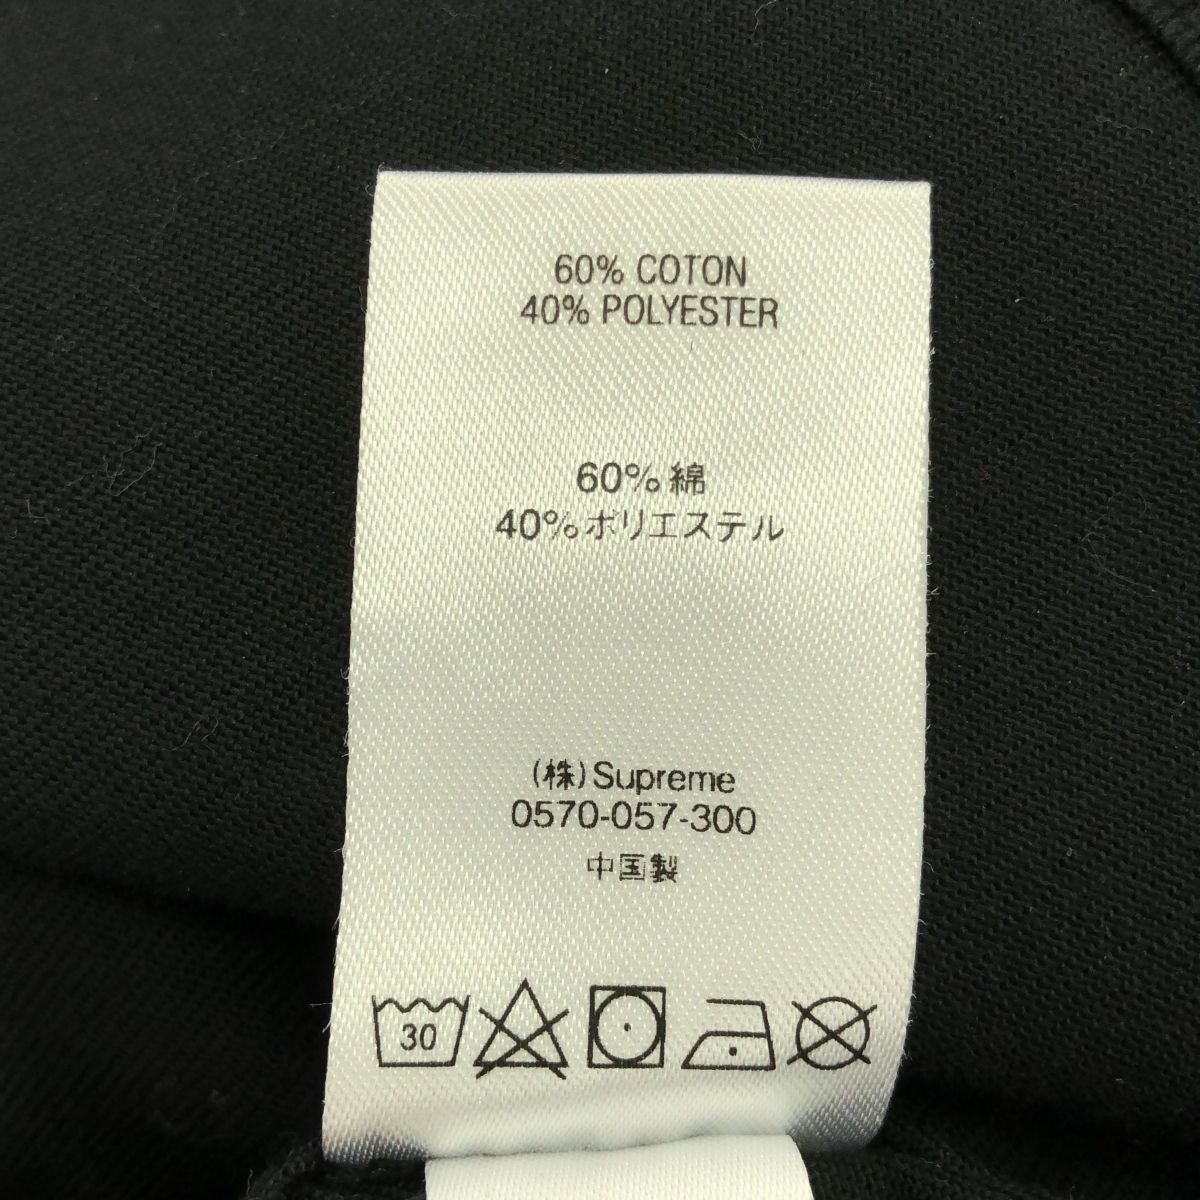 60% COTON
40% POLYESTER
60%綿
40%ポリエステル
(株)Supreme
0570-057-300
中国製
30